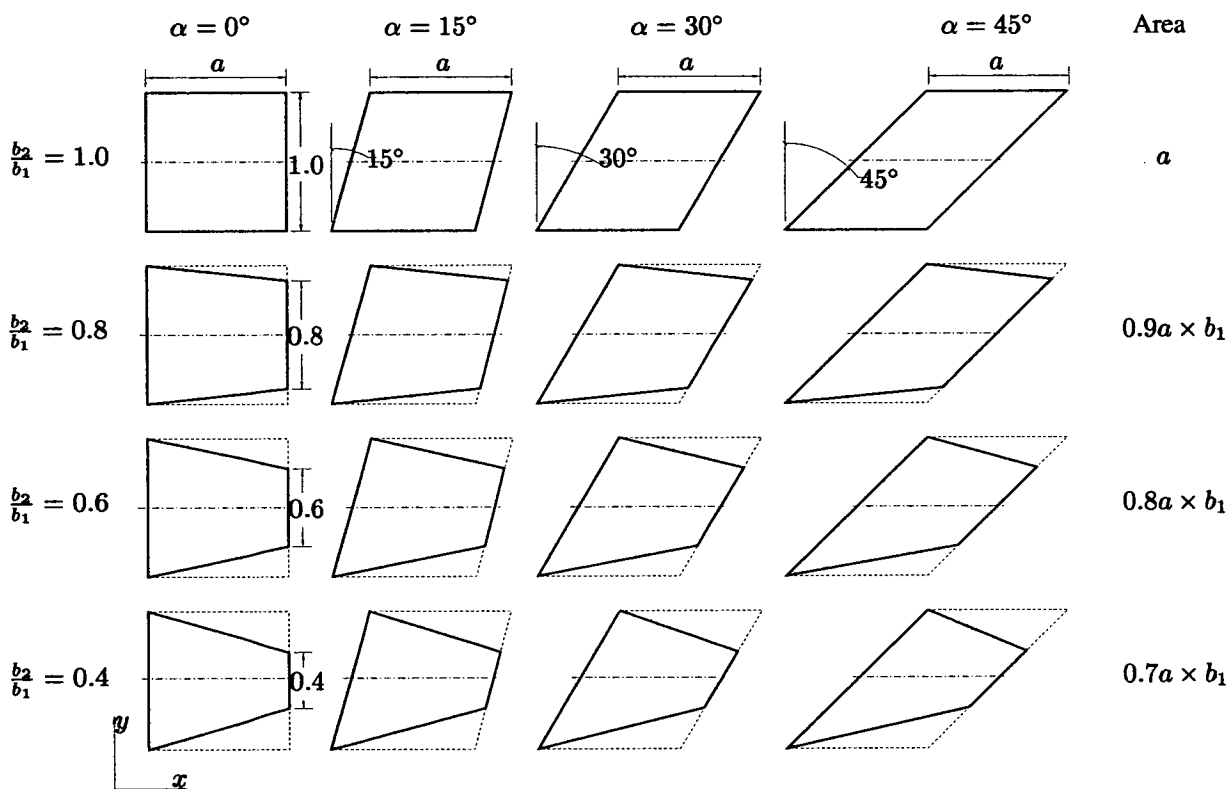 α = 0° α = 15° α = 30° α = 45° Area
a a a a
b₂/b₁ = 1.0 1.0 15° 30° 45° a
b₂/b₁ = 0.8 0.8 0.9a × b₁
b₂/b₁ = 0.6 0.6 0.8a × b₁
b₂/b₁ = 0.4 0.4 0.7a × b₁
y
x